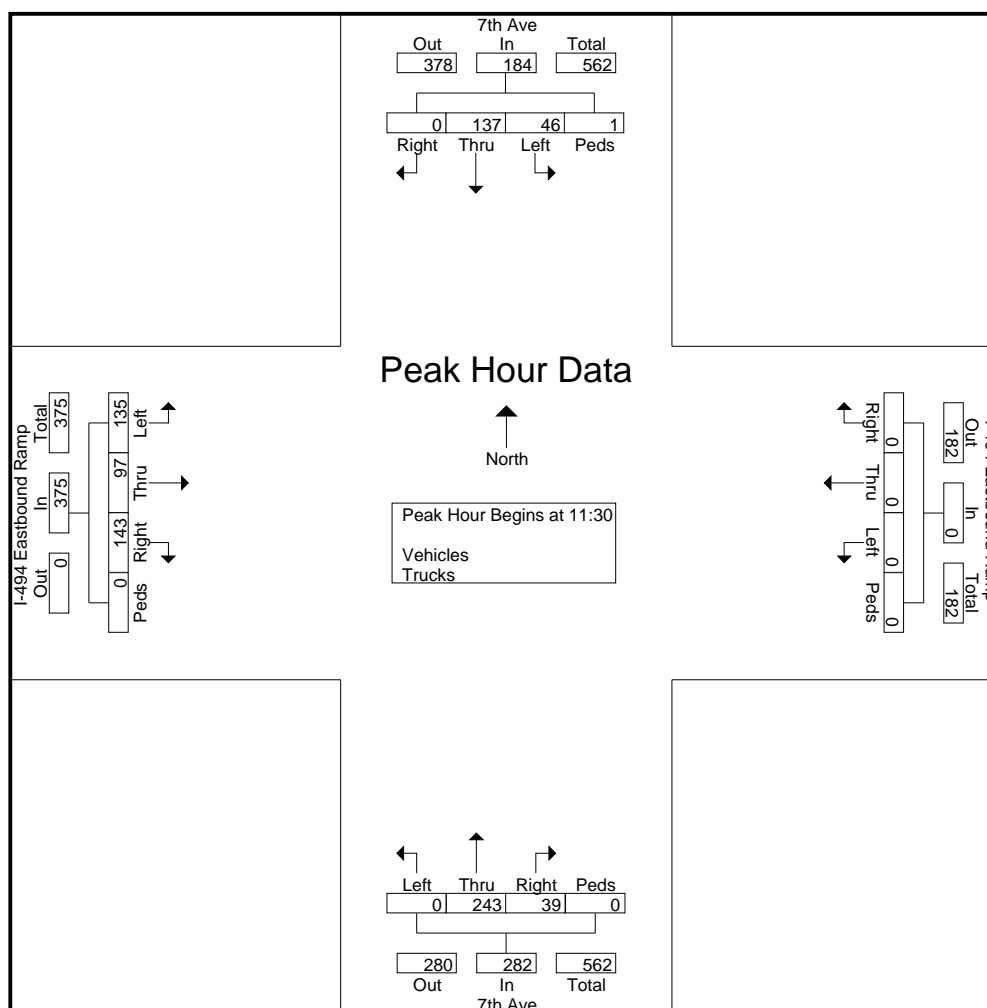 7th Ave
Out In Total
378 184 562
0 137 46 1
Right Thru Left Peds
Peak Hour Data
North
Peak Hour Begins at 11:30
Vehicles
Trucks
I-494 Eastbound Ramp
Total In Out
375 375 0
135 97 143 0
Left Thru Right Peds
Right Thru Left Peds
0 0 0 0
Out In Total
182 0 182
Left Thru Right Peds
0 243 39 0
280 282 562
Out In Total
7th Ave